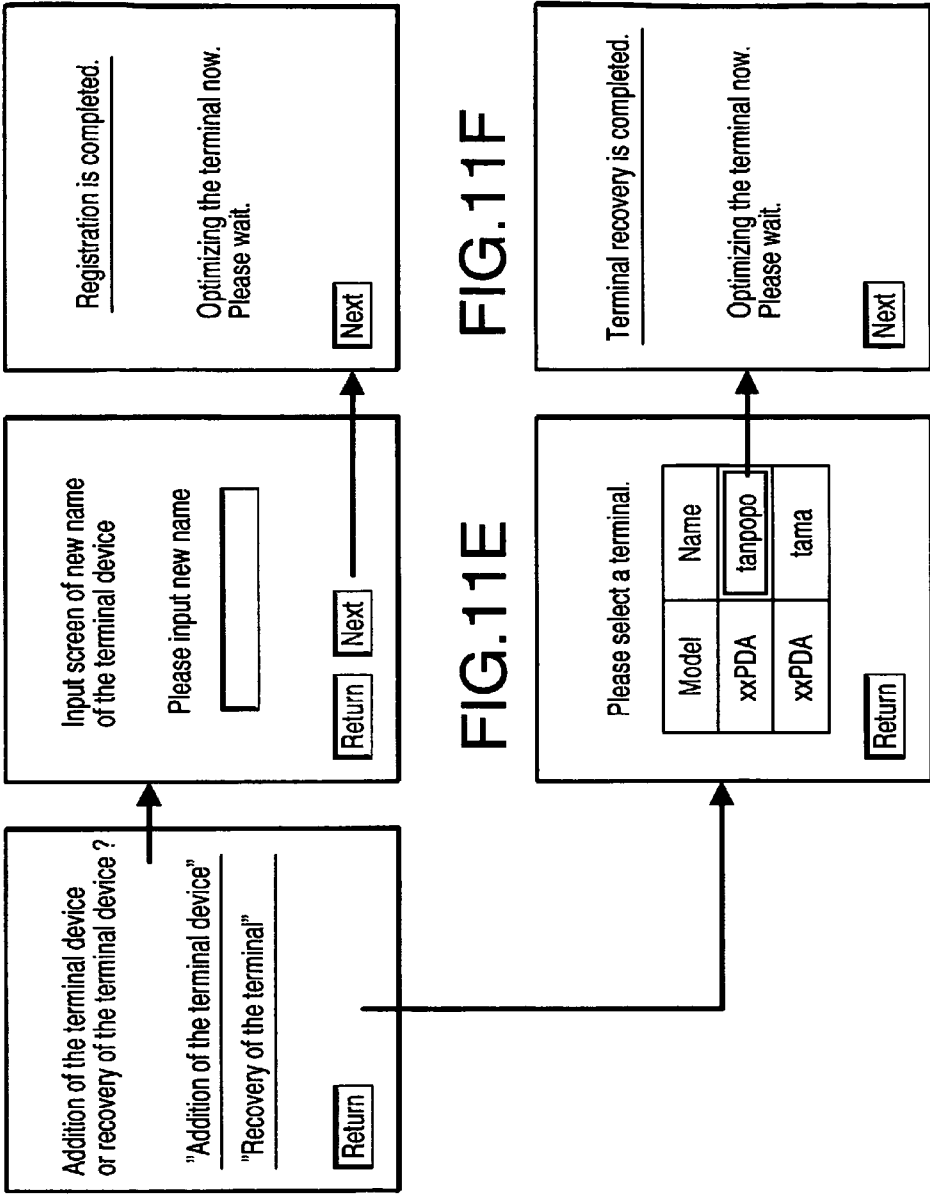 Addition of the terminal device
or recovery of the terminal device ?
"Addition of the terminal device"
"Recovery of the terminal"
Return
Input screen of new name
of the terminal device
Please input new name
Return
Next
Registration is completed.
Optimizing the terminal now.
Please wait.
Next
FIG.11E
FIG.11F
Please select a terminal.
Model
Name
xxPDA
tanpopo
xxPDA
tama
Return
Terminal recovery is completed.
Optimizing the terminal now.
Please wait.
Next